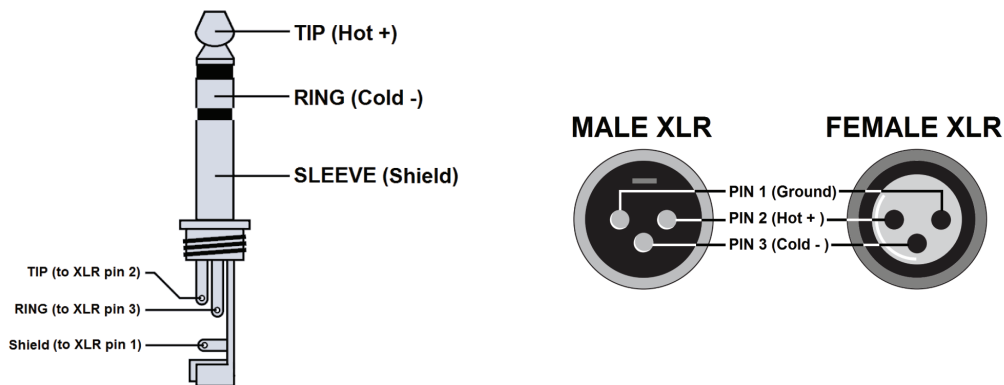 TIP (Hot +)
RING (Cold -)
SLEEVE (Shield)
TIP (to XLR pin 2)
RING (to XLR pin 3)
Shield (to XLR pin 1)
MALE XLR
FEMALE XLR
PIN 1 (Ground)
PIN 2 (Hot + )
PIN 3 (Cold - )